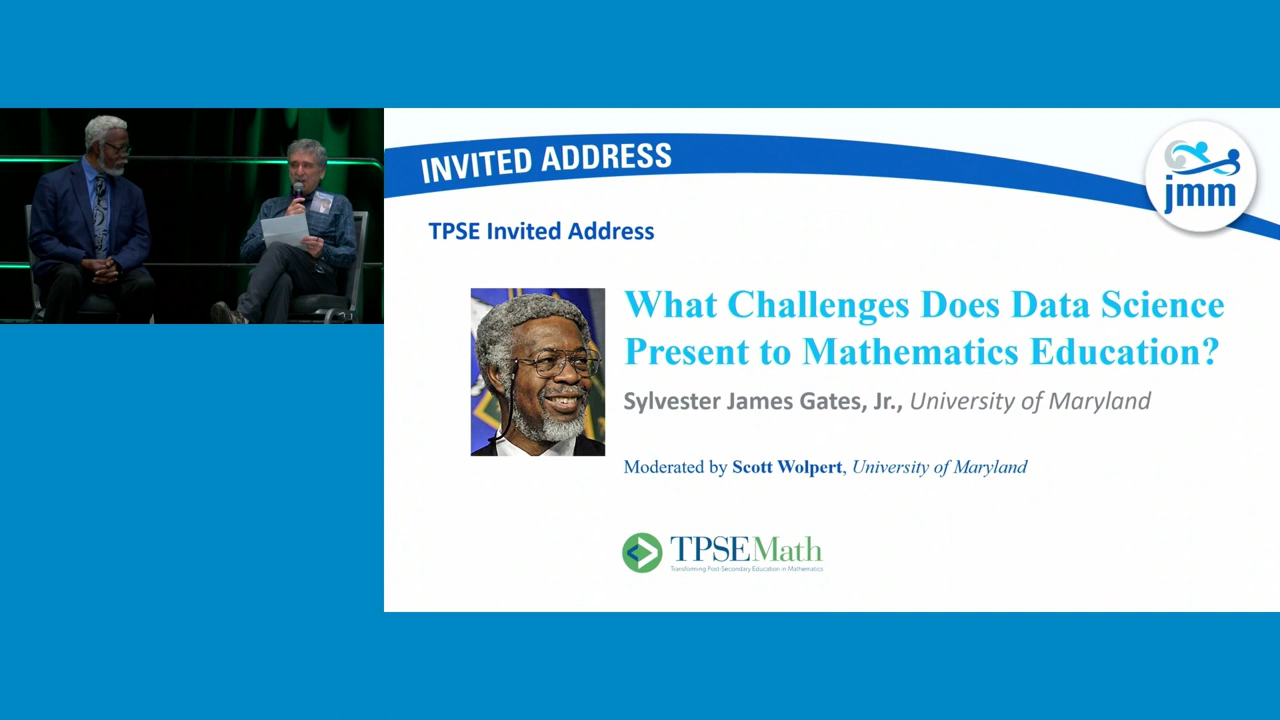 INVITED ADDRESS
jmm
TPSE Invited Address
What Challenges Does Data Science
Present to Mathematics Education?
Sylvester James Gates, Jr., University of Maryland
Moderated by Scott Wolpert, University of Maryland
TPSEMath
Transforming Post-Secondary Education in Mathematics